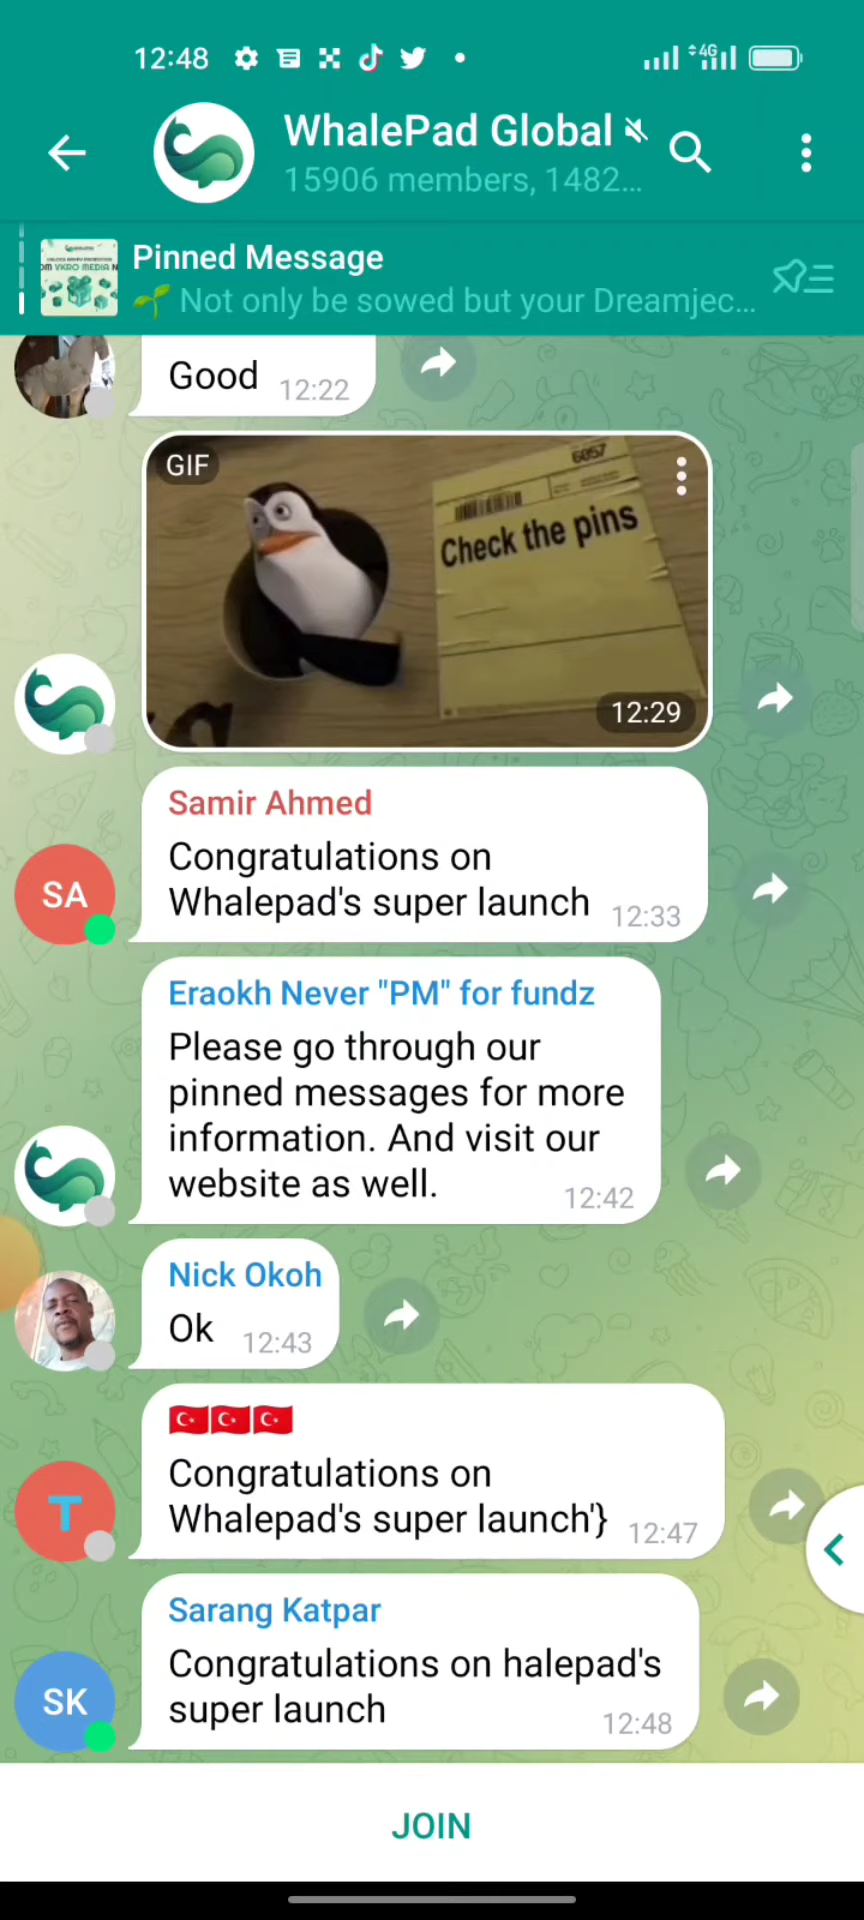 12:48
4G
WhalePad Global
15906 members, 1482...
Pinned Message
🌱 Not only be sowed but your Dreamjec...
Good 12:22
GIF
6057
Check the pins
12:29
Samir Ahmed
SA
Congratulations on
Whalepad's super launch 12:33
Eraokh Never "PM" for fundz
Please go through our
pinned messages for more
information. And visit our
website as well. 12:42
Nick Okoh
Ok 12:43
🇹🇷🇹🇷🇹🇷
T
Congratulations on
Whalepad's super launch'} 12:47
Sarang Katpar
SK
Congratulations on halepad's
super launch 12:48
JOIN